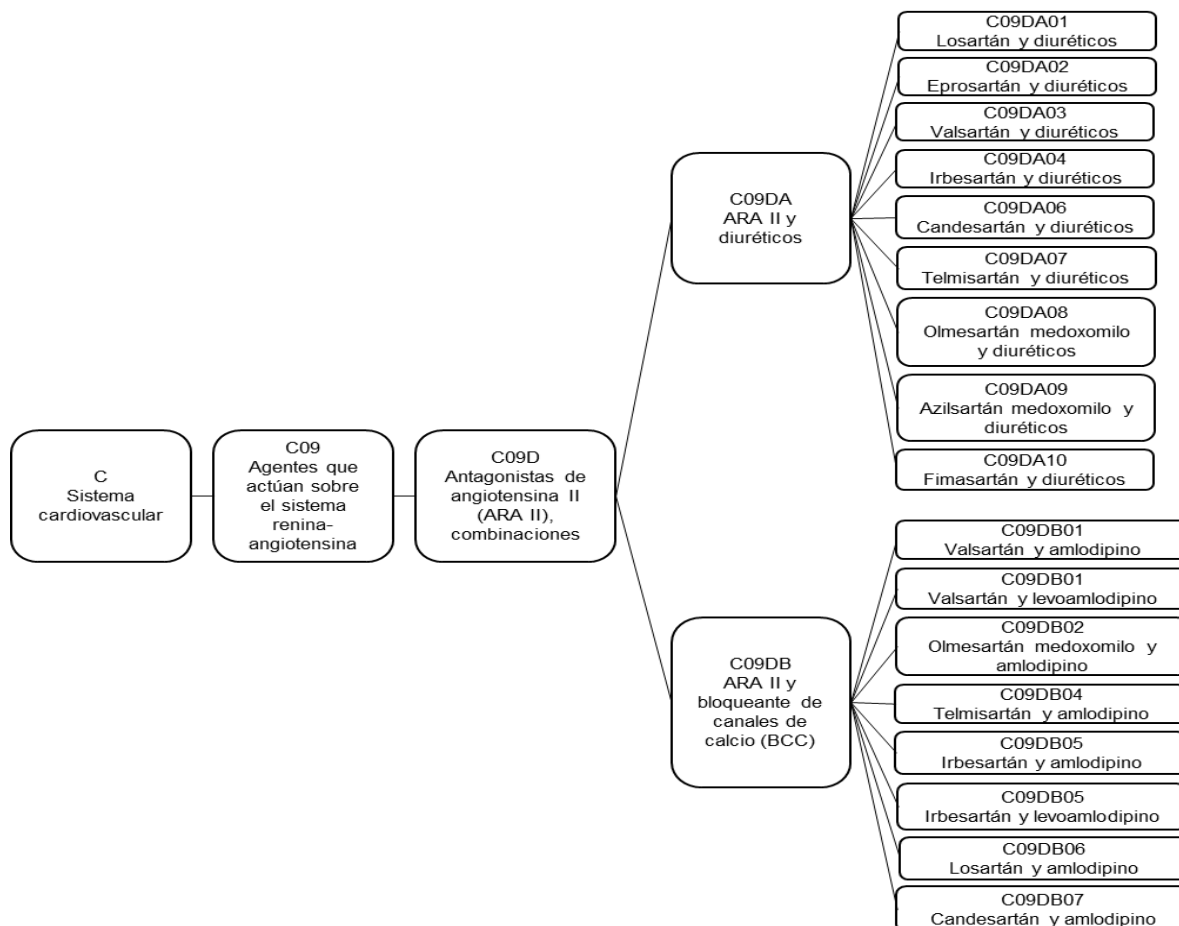 C
Sistema
cardiovascular
C09
Agentes que
actúan sobre
el sistema
renina-
angiotensina
C09D
Antagonistas de
angiotensina II
(ARA II),
combinaciones
C09DA
ARA II y
diuréticos
C09DA01
Losartán y diuréticos
C09DA02
Eprosartán y diuréticos
C09DA03
Valsartán y diuréticos
C09DA04
Irbesartán y diuréticos
C09DA06
Candesartán y diuréticos
C09DA07
Telmisartán y diuréticos
C09DA08
Olmesartán medoxomilo
y diuréticos
C09DA09
Azilsartán medoxomilo y
diuréticos
C09DA10
Fimasartán y diuréticos
C09DB
ARA II y
bloqueante de
canales de
calcio (BCC)
C09DB01
Valsartán y amlodipino
C09DB01
Valsartán y levoamlodipino
C09DB02
Olmesartán medoxomilo y
amlodipino
C09DB04
Telmisartán y amlodipino
C09DB05
Irbesartán y amlodipino
C09DB05
Irbesartán y levoamlodipino
C09DB06
Losartán y amlodipino
C09DB07
Candesartán y amlodipino